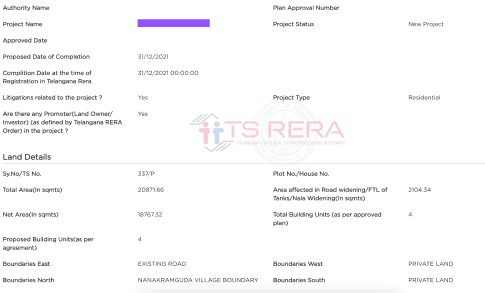 Authority Name Plan Approval Number
Project Name Project Status New Project
Approved Date
Proposed Date of Completion 31/12/2021
Complition Date at the time of Registration in Telangana Rera 31/12/2021 00:00:00
Litigations related to the project ? Yes Project Type Residential
Are there any Promoter(Land Owner/ Investor) (as defined by Telangana RERA Order) in the project ? Yes
TS RERA
Land Details
Sy.No/TS No. 337/P Plot No./House No.
Total Area(In sqmts) 20871.66 Area affected in Road widening/FTL of Tanks/Nala Widening(In sqmts) 2104.34
Net Area(In sqmts) 18767.32 Total Building Units (as per approved plan) 4
Proposed Building Units(as per agreement) 4
Boundaries East EXISTING ROAD Boundaries West PRIVATE LAND
Boundaries North NANAKRAMGUDA VILLAGE BOUNDARY Boundaries South PRIVATE LAND